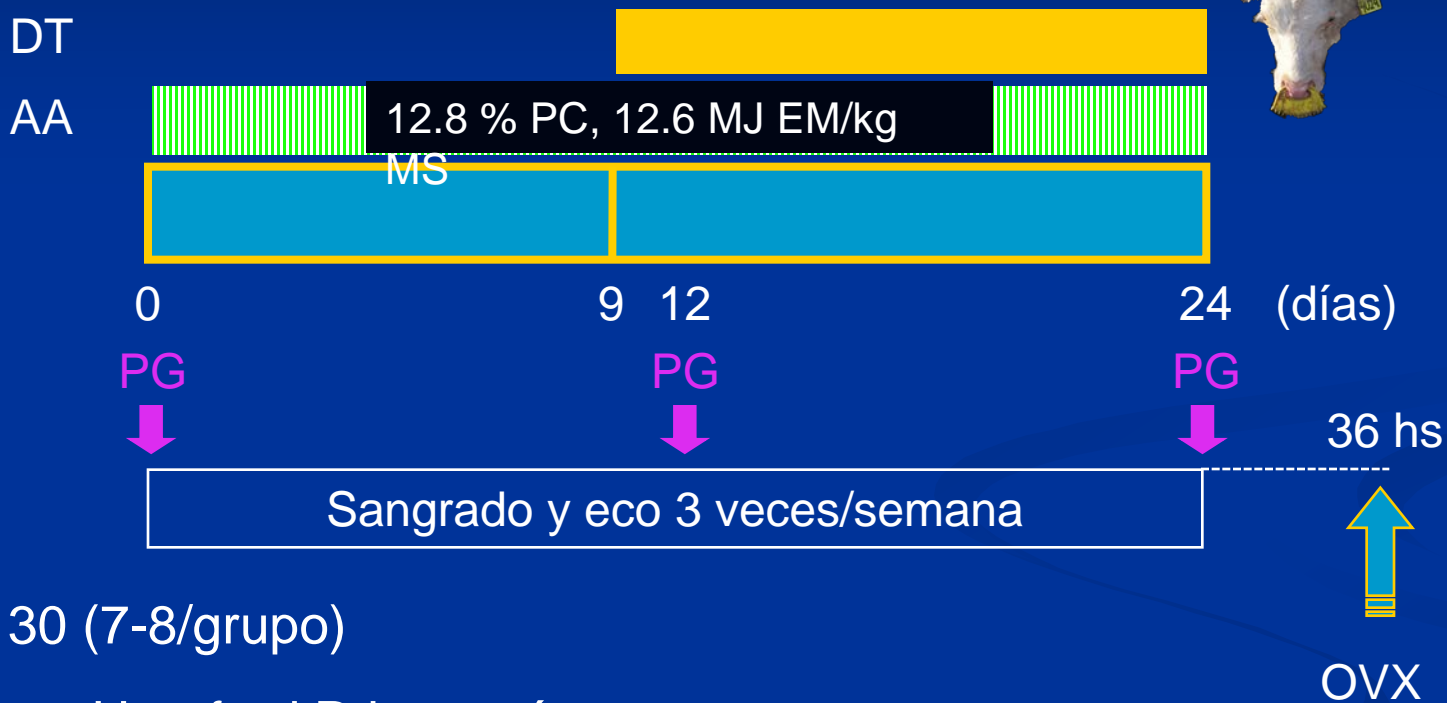 DT
AA
12.8 % PC, 12.6 MJ EM/kg
MS
0 9 12 24 (días)
PG PG PG
36 hs
Sangrado y eco 3 veces/semana
30 (7-8/grupo)
OVX